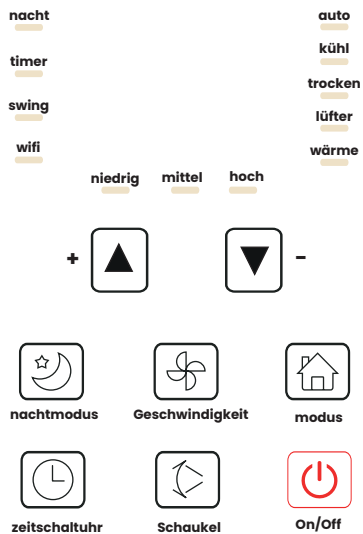 nacht
auto
timer
kühl
swing
trocken
wifi
lüfter
wärme
niedrig mittel hoch
+ -
nachtmodus Geschwindigkeit modus
zeitschaltuhr Schaukel On/Off